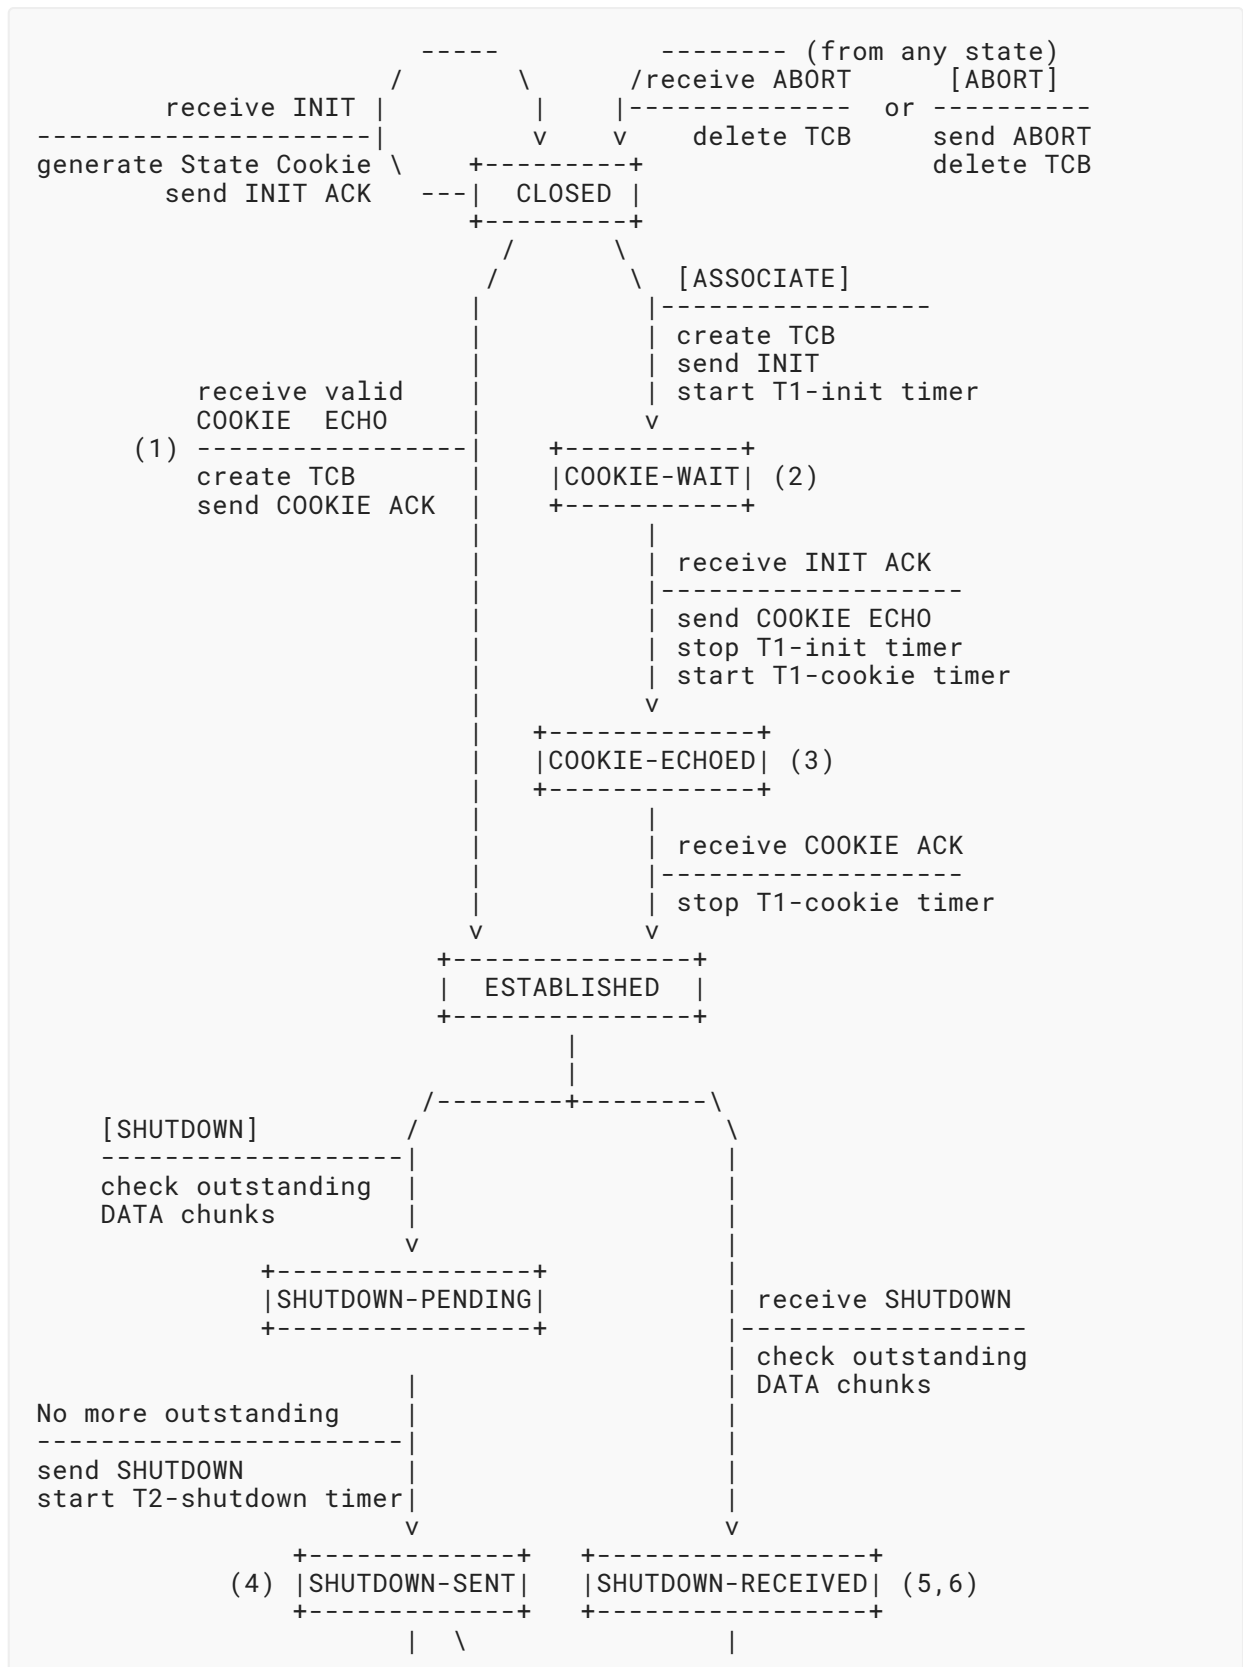 -----          -------- (from any state)
                      /       \      /receive ABORT      [ABORT]
        receive INIT |         |    |--------------  or ----------
---------------------|         v    v    delete TCB     send ABORT
generate State Cookie \    +---------+                  delete TCB
        send INIT ACK   ---|  CLOSED |
                           +---------+
                             /      \
                            /        \  [ASSOCIATE]
                           |          |-----------------
                           |          | create TCB
                           |          | send INIT
          receive valid    |          | start T1-init timer
          COOKIE  ECHO     |          v
      (1) -----------------|    +-----------+
          create TCB       |    |COOKIE-WAIT| (2)
          send COOKIE ACK  |    +-----------+
                           |          |
                           |          | receive INIT ACK
                           |          |-------------------
                           |          | send COOKIE ECHO
                           |          | stop T1-init timer
                           |          | start T1-cookie timer
                           |          v
                           |   +-------------+
                           |   |COOKIE-ECHOED| (3)
                           |   +-------------+
                           |          |
                           |          | receive COOKIE ACK
                           |          |-------------------
                           |          | stop T1-cookie timer
                           v          v
                         +---------------+
                         |  ESTABLISHED  |
                         +---------------+
                                 |
                                 |
                        /--------+--------\
    [SHUTDOWN]         /                   \
    -------------------|                   |
    check outstanding  |                   |
    DATA chunks        |                   |
                       v                   |
              +----------------+           |
              |SHUTDOWN-PENDING|           | receive SHUTDOWN
              +----------------+           |------------------
                                           | check outstanding
                       |                   | DATA chunks
No more outstanding    |                   |
-----------------------|                   |
send SHUTDOWN          |                   |
start T2-shutdown timer|                   |
                       v                   v
                +-------------+   +-----------------+
            (4) |SHUTDOWN-SENT|   |SHUTDOWN-RECEIVED| (5,6)
                +-------------+   +-----------------+
                       |  \                |